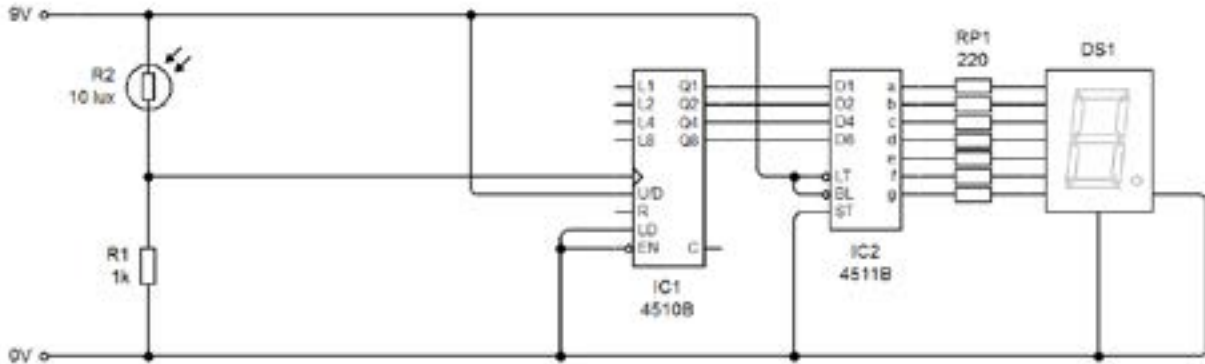 9V
R2
10 lux
R1
1k
0V
L1 Q1
L2 Q2
L4 Q4
L8 Q8
U/D
R
LD
EN C
IC1
4510B
D1 a
D2 b
D4 c
D8 d
e
LT f
BL g
ST
IC2
4511B
RP1
220
DS1